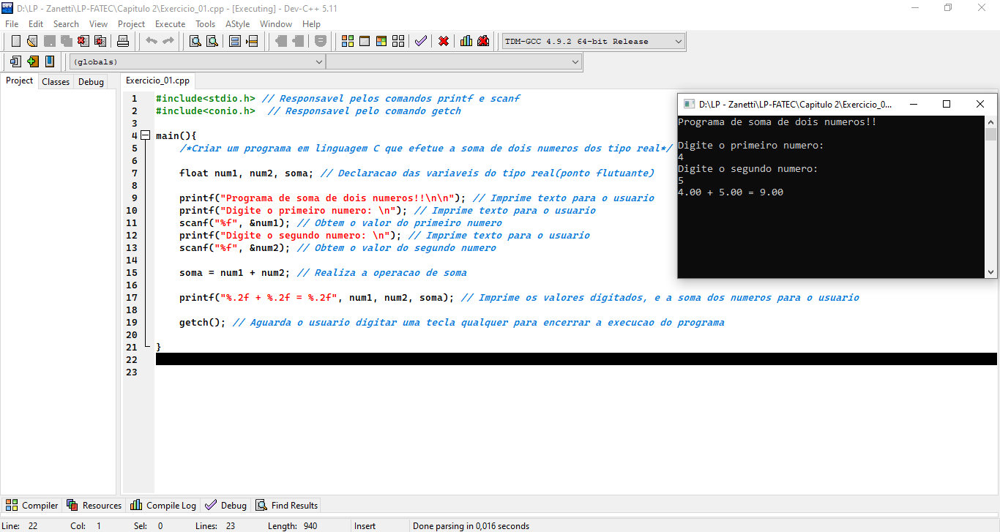 D:\LP - Zanetti\LP-FATEC\Capitulo 2\Exercicio_01.cpp - [Executing] - Dev-C++ 5.11
File Edit Search View Project Execute Tools AStyle Window Help
TDM-GCC 4.9.2 64-bit Release
(globals)
Project Classes Debug
Exercicio_01.cpp
1 #include<stdio.h> // Responsavel pelos comandos printf e scanf
2 #include<conio.h>  // Responsavel pelo comando getch
3
4 main(){
5     /*Criar um programa em linguagem C que efetue a soma de dois numeros dos tipo real*/
6
7     float num1, num2, soma; // Declaracao das variaveis do tipo real(ponto flutuante)
8
9     printf("Programa de soma de dois numeros!!\n\n"); // Imprime texto para o usuario
10     printf("Digite o primeiro numero: \n"); // Imprime texto para o usuario
11     scanf("%f", &num1); // Obtem o valor do primeiro numero
12     printf("Digite o segundo numero: \n"); // Imprime texto para o usuario
13     scanf("%f", &num2); // Obtem o valor do segundo numero
14
15     soma = num1 + num2; // Realiza a operacao de soma
16
17     printf("%.2f + %.2f = %.2f", num1, num2, soma); // Imprime os valores digitados, e a soma dos numeros para o usuario
18
19     getch(); // Aguarda o usuario digitar uma tecla qualquer para encerrar a execucao do programa
20
21 }
22
23
D:\LP - Zanetti\LP-FATEC\Capitulo 2\Exercicio_0...
Programa de soma de dois numeros!!
Digite o primeiro numero:
4
Digite o segundo numero:
5
4.00 + 5.00 = 9.00
Compiler Resources Compile Log Debug Find Results
Line: 22 Col: 1 Sel: 0 Lines: 23 Length: 940 Insert Done parsing in 0,016 seconds